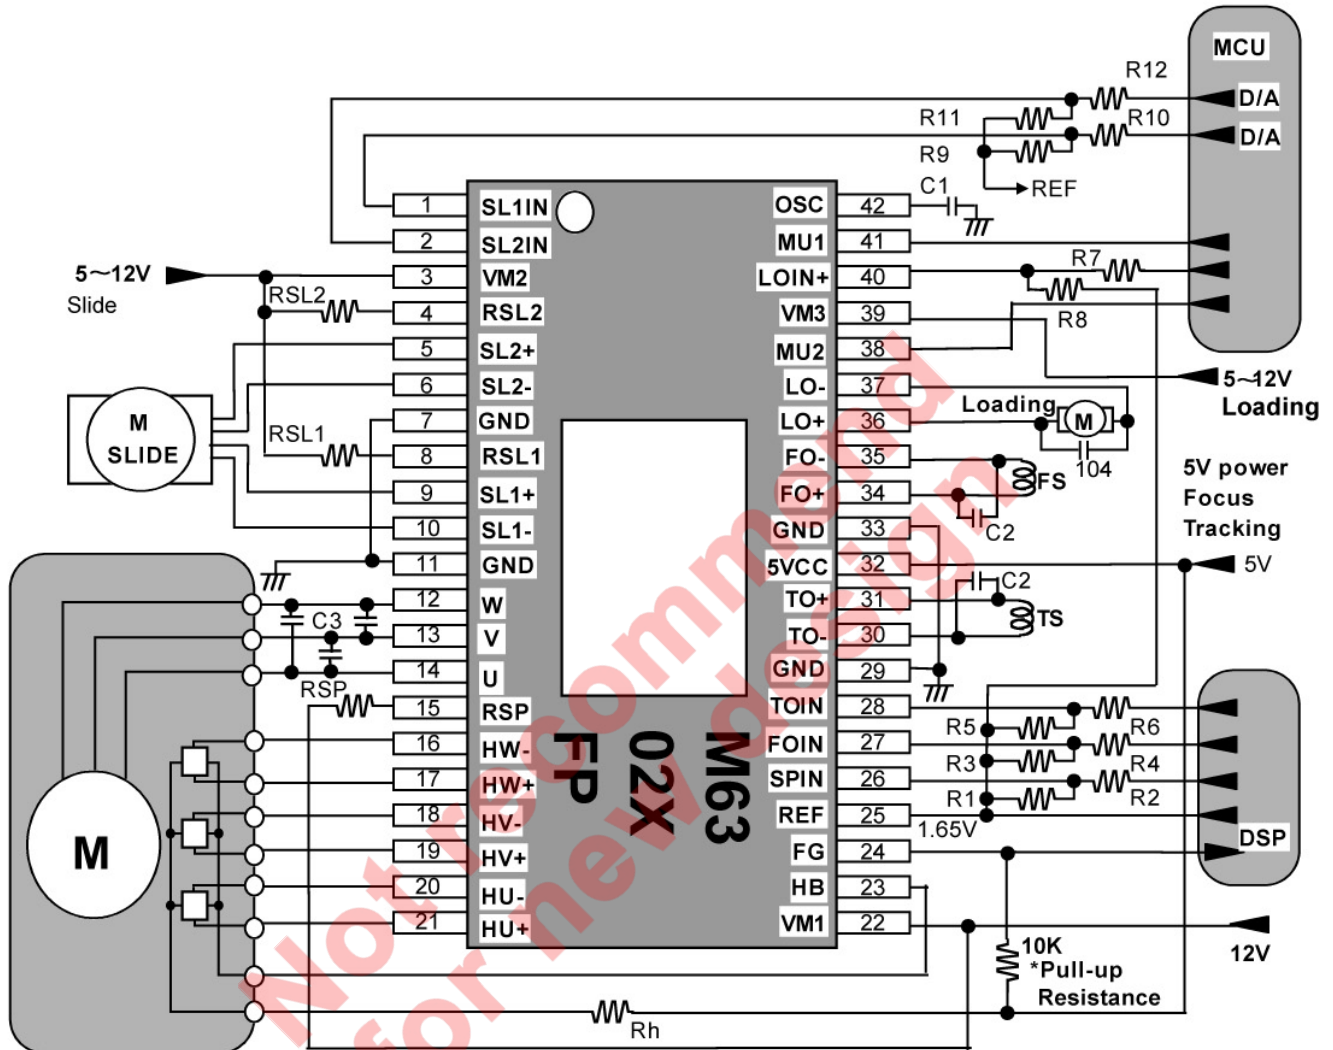 MCU
R12
D/A
R11
R10
D/A
R9
REF
C1
1 SL1IN
OSC 42
2 SL2IN
MU1 41
5~12V
Slide
3 VM2
LOIN+ 40
R7
RSL2
4 RSL2
VM3 39
R8
5 SL2+
MU2 38
6 SL2-
LO- 37
5~12V
Loading
7 GND
LO+ 36
Loading
M
104
M
SLIDE
RSL1
8 RSL1
FO- 35
FS
9 SL1+
FO+ 34
C2
5V power
Focus
Tracking
10 SL1-
GND 33
11 GND
5VCC 32
5V
12 W
TO+ 31
C2
C3
13 V
TO- 30
TS
14 U
GND 29
RSP
15 RSP
TOIN 28
R5
R6
16 HW-
FOIN 27
R3
R4
17 HW+
SPIN 26
R1
R2
18 HV-
REF 25
1.65V
19 HV+
FG 24
DSP
20 HU-
HB 23
21 HU+
VM1 22
12V
M
M63
02X
FP
10K
*Pull-up
Resistance
Rh
Not recommend
for new design